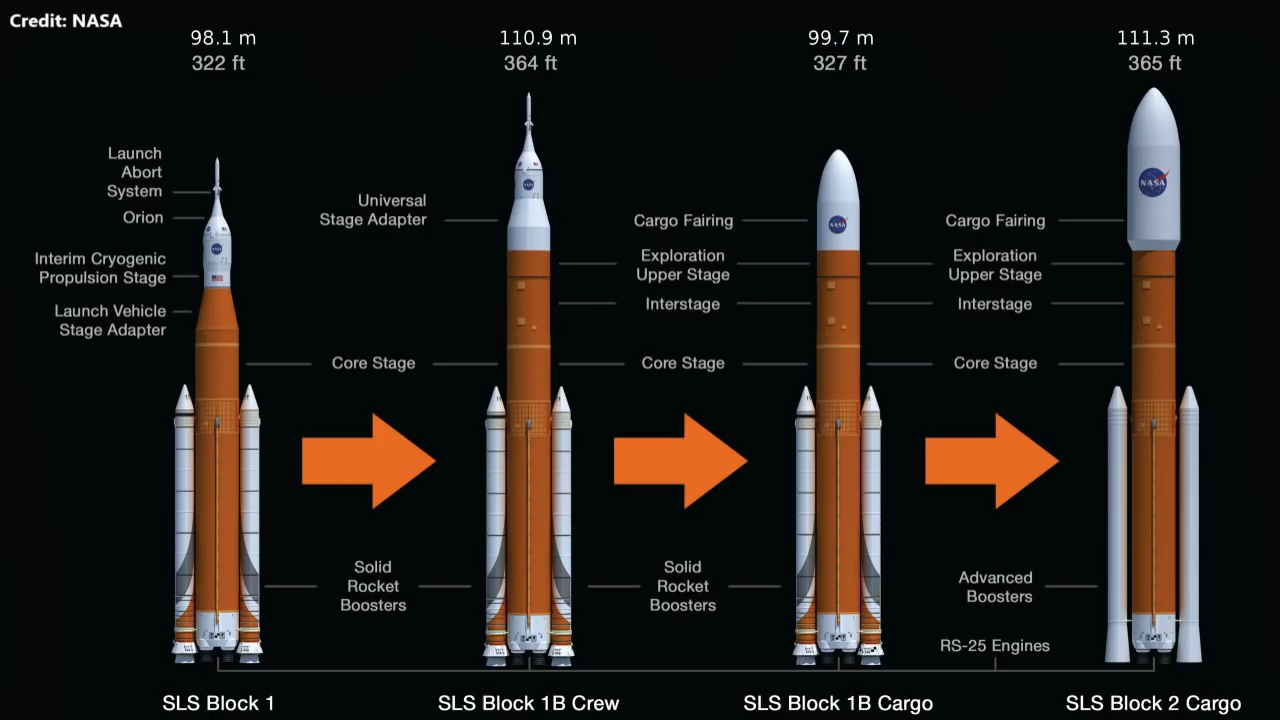 Credit: NASA
98.1 m
322 ft
110.9 m
364 ft
99.7 m
327 ft
111.3 m
365 ft
Launch
Abort
System
Orion
Interim Cryogenic
Propulsion Stage
Launch Vehicle
Stage Adapter
Universal
Stage Adapter
Cargo Fairing
Exploration
Upper Stage
Interstage
Cargo Fairing
Exploration
Upper Stage
Interstage
Core Stage
Core Stage
Core Stage
Solid
Rocket
Boosters
Solid
Rocket
Boosters
Advanced
Boosters
RS-25 Engines
NASA
NASA
NASA
NASA
SLS Block 1
SLS Block 1B Crew
SLS Block 1B Cargo
SLS Block 2 Cargo